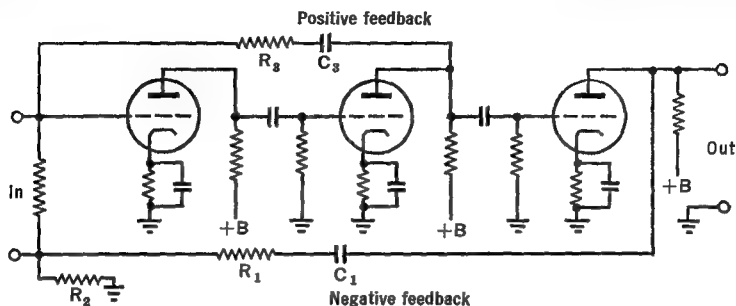 Positive feedback
R3 C3
In
+B
+B
+B
Out
R1 C1
R2
Negative feedback